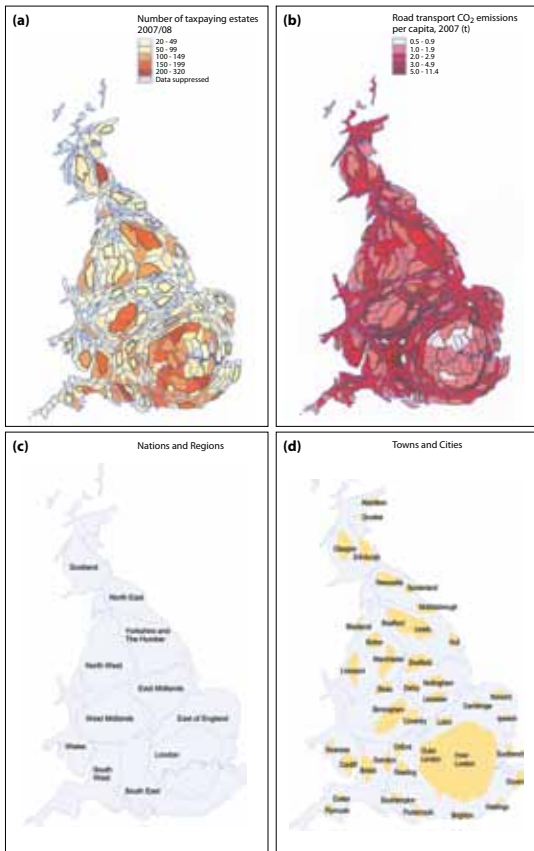 (a)
Number of taxpaying estates
2007/08
20 - 49
50 - 99
100 - 149
150 - 199
200 - 320
Data suppressed
(b)
Road transport CO₂ emissions
per capita, 2007 (t)
0.5 - 0.9
1.0 - 1.9
2.0 - 2.9
3.0 - 4.9
5.0 - 11.4
(c)
Nations and Regions
Scotland
North East
Yorkshire and
The Humber
North West
East Midlands
West Midlands
East of England
Wales
London
South
West
South East
(d)
Towns and Cities
Aberdeen
Dundee
Glasgow
Edinburgh
Newcastle
Sunderland
Middlesbrough
Blackpool
Bradford
Leeds
Hull
Bolton
Liverpool
Manchester
Sheffield
Stoke
Derby
Nottingham
Leicester
Norwich
Birmingham
Coventry
Luton
Cambridge
Ipswich
Swansea
Cardiff
Bristol
Swindon
Oxford
Reading
Outer
London
Inner
London
Southend
Exeter
Plymouth
Southampton
Portsmouth
Brighton
Hastings